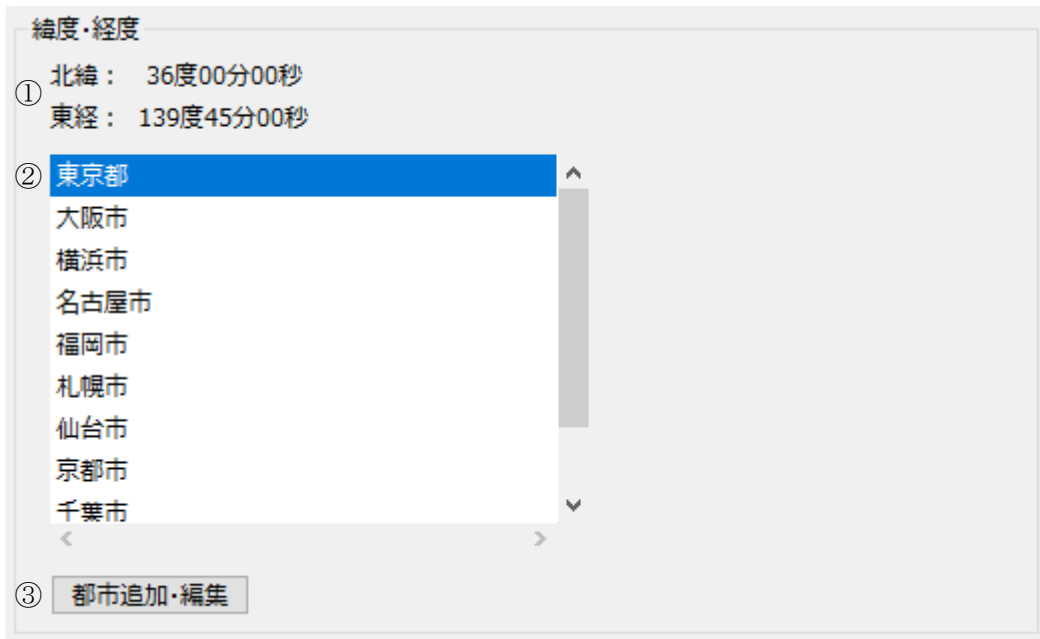 緯度・経度
① 北緯： 36度00分00秒
東経： 139度45分00秒
② 東京都
大阪市
横浜市
名古屋市
福岡市
札幌市
仙台市
京都市
千葉市
③ 都市追加・編集